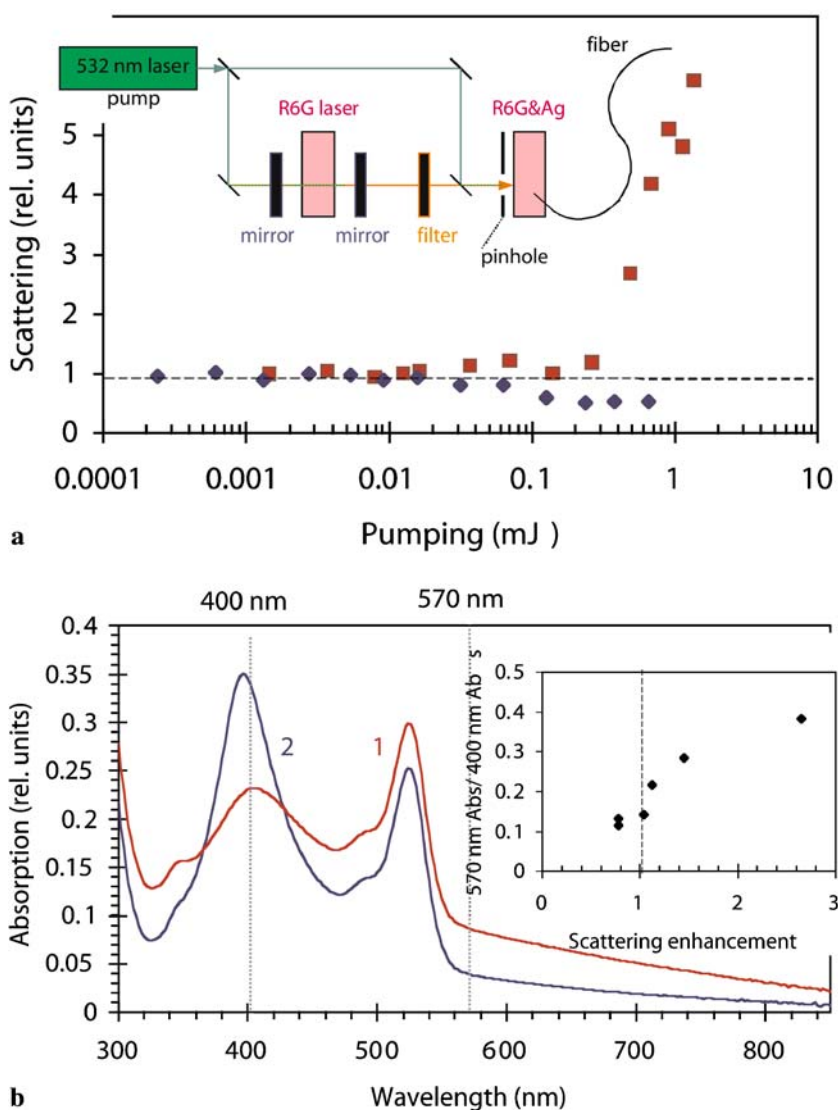 532 nm laser
pump
R6G laser
R6G&Ag
fiber
mirror
mirror
filter
pinhole
Scattering (rel. units)
5
4
3
2
1
0
0.0001
0.001
0.01
0.1
1
10
Pumping (mJ )
a
400 nm
570 nm
Absorption (rel. units)
0.4
0.35
0.3
0.25
0.2
0.15
0.1
0.05
0
2
1
300
400
500
600
700
800
Wavelength (nm)
570 nm Abs/ 400 nm Ab s
0.5
0.4
0.3
0.2
0.1
0
0
1
2
3
Scattering enhancement
b